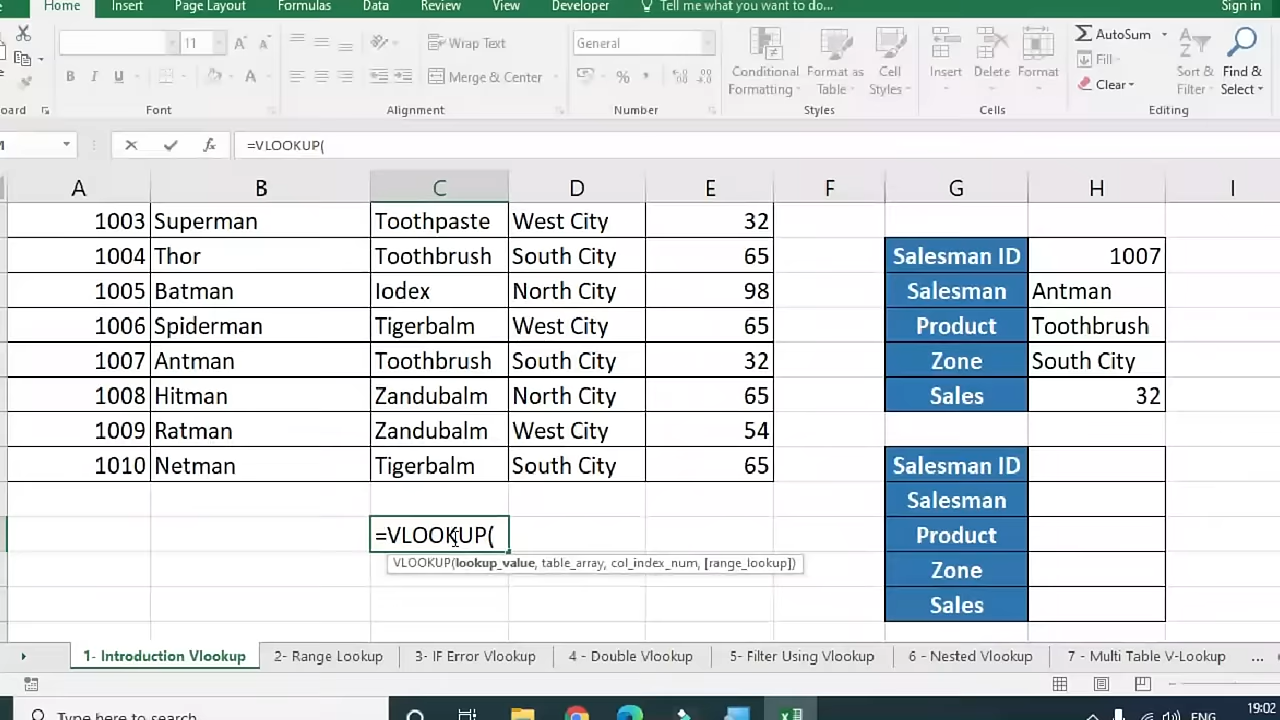 Home Insert Page Layout Formulas Data Review View Developer Tell me what you want to do... Sign in
11 Wrap Text General AutoSum
Fill
B I U Merge & Center % Conditional Formatting Format as Table Cell Styles Insert Delete Format Clear Sort & Filter Find & Select
oard Font Alignment Number Styles Cells Editing
fx =VLOOKUP(
A B C D E F G H I
1003 Superman Toothpaste West City 32
1004 Thor Toothbrush South City 65 Salesman ID 1007
1005 Batman Iodex North City 98 Salesman Antman
1006 Spiderman Tigerbalm West City 65 Product Toothbrush
1007 Antman Toothbrush South City 32 Zone South City
1008 Hitman Zandubalm North City 65 Sales 32
1009 Ratman Zandubalm West City 54
1010 Netman Tigerbalm South City 65 Salesman ID
Salesman
=VLOOKUP( Product
VLOOKUP(lookup_value, table_array, col_index_num, [range_lookup]) Zone
Sales
1- Introduction Vlookup 2- Range Lookup 3- IF Error Vlookup 4 - Double Vlookup 5- Filter Using Vlookup 6 - Nested Vlookup 7 - Multi Table V-Lookup ...
Type here to search ENG 19:02